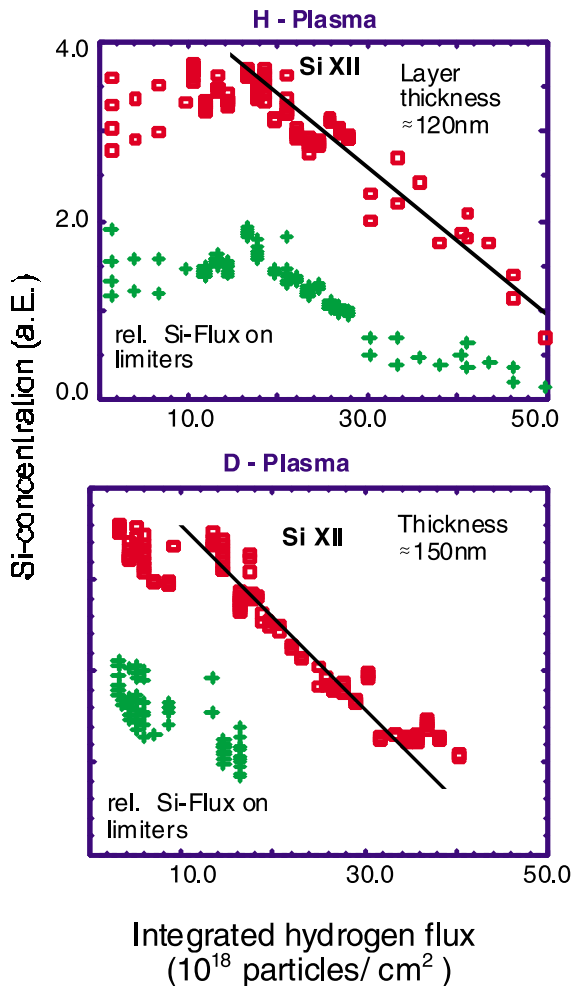 H - Plasma
4.0
Si XII
Layer
thickness
≈120nm
2.0
rel. Si-Flux on
limiters
0.0
10.0
30.0
50.0
Si-concentration (a. E.)
D - Plasma
Si XII
Thickness
≈150nm
rel. Si-Flux on
limiters
10.0
30.0
50.0
Integrated hydrogen flux
(10¹⁸ particles/ cm² )